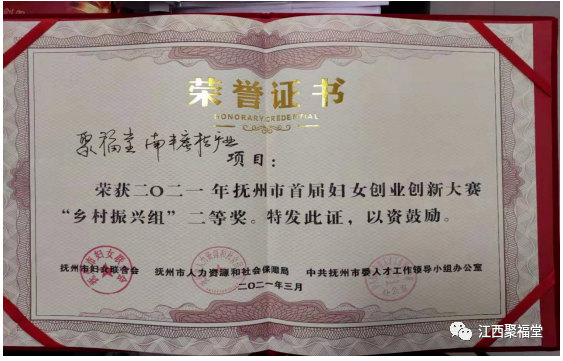 荣誉证书
HONORARY CREDENTIAL
聚福堂 南丰蜜桔产业
项目：
荣获二〇二一年抚州市首届妇女创业创新大赛
“乡村振兴组”二等奖。特发此证，以资鼓励。
抚州市妇女联合会 抚州市人力资源和社会保障局 中共抚州市委人才工作领导小组办公室
二〇二一年三月
江西聚福堂